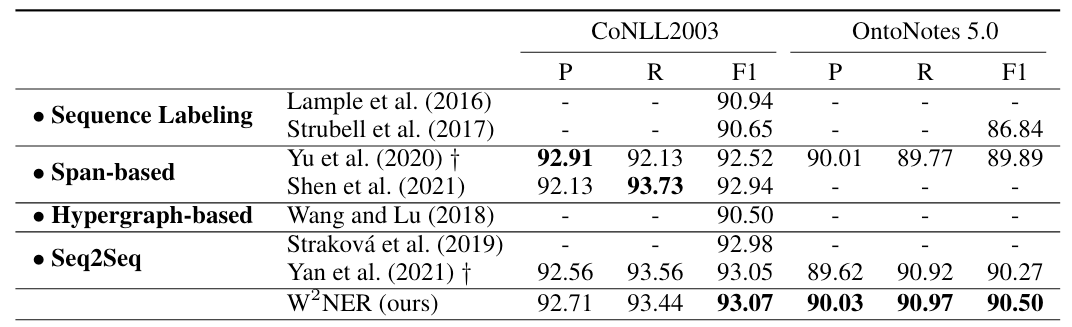 CoNLL2003 OntoNotes 5.0
P R F1 P R F1
• Sequence Labeling
Lample et al. (2016) - - 90.94 - - -
Strubell et al. (2017) - - 90.65 - - 86.84
• Span-based
Yu et al. (2020) † 92.91 92.13 92.52 90.01 89.77 89.89
Shen et al. (2021) 92.13 93.73 92.94 - - -
• Hypergraph-based Wang and Lu (2018) - - 90.50 - - -
• Seq2Seq
Straková et al. (2019) - - 92.98 - - -
Yan et al. (2021) † 92.56 93.56 93.05 89.62 90.92 90.27
W²NER (ours) 92.71 93.44 93.07 90.03 90.97 90.50